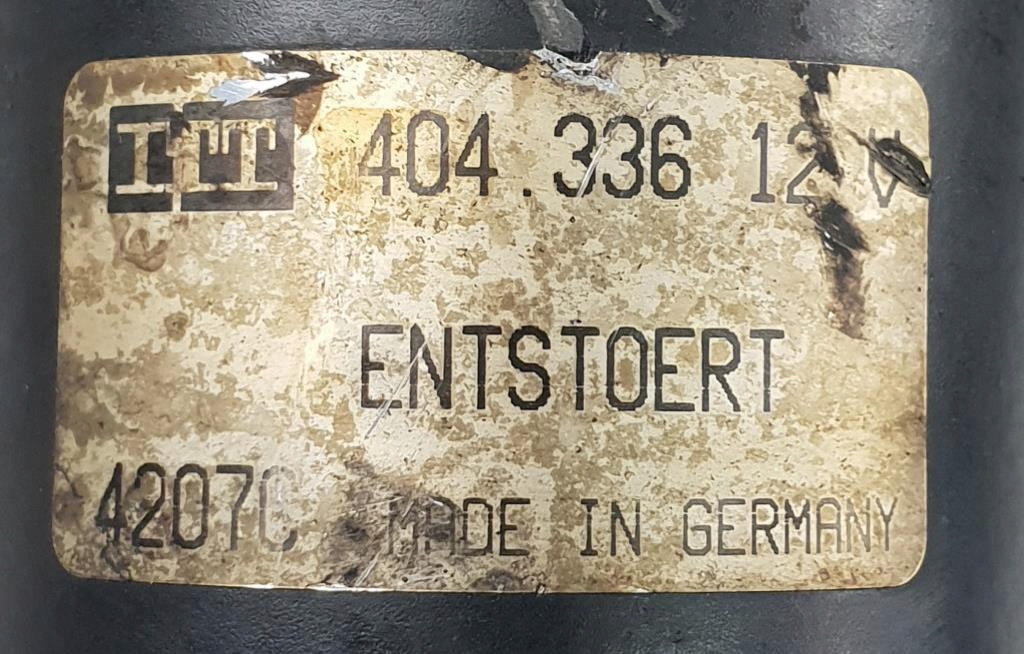 ITT 404.336 12 V
ENTSTOERT
4207C MADE IN GERMANY